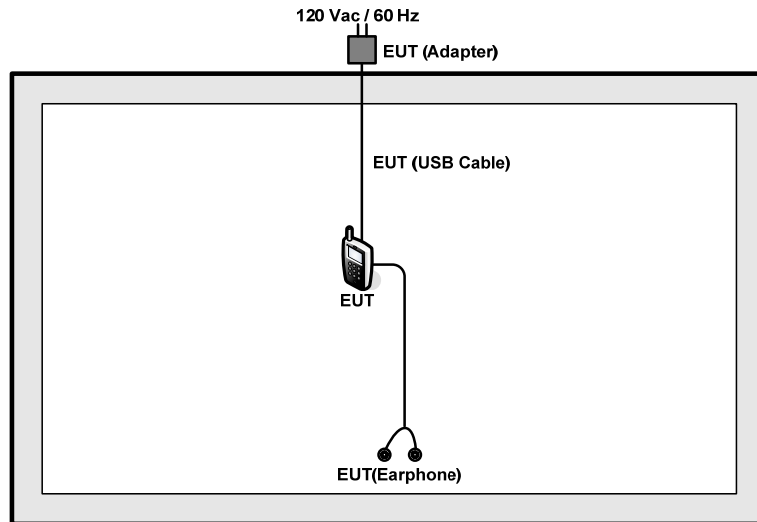 120 Vac / 60 Hz
EUT (Adapter)
EUT (USB Cable)
EUT
EUT(Earphone)